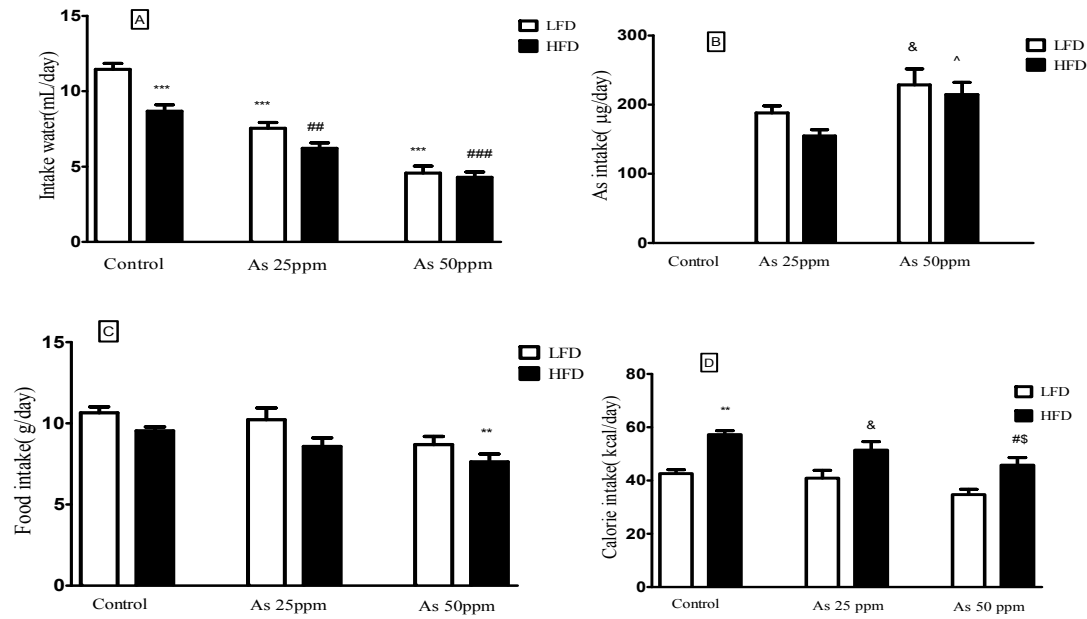 A
Intake water(mL/day)
15
10
5
0
LFD
HFD
***
***
##
***
###
Control
As 25ppm
As 50ppm
B
As intake( µg/day)
300
200
100
0
LFD
HFD
&
^
Control
As 25ppm
As 50ppm
C
Food intake( g/day)
15
10
5
0
LFD
HFD
**
Control
As 25ppm
As 50ppm
D
Calorie intake( kcal/day)
80
60
40
20
0
LFD
HFD
**
&
#$
Control
As 25 ppm
As 50 ppm